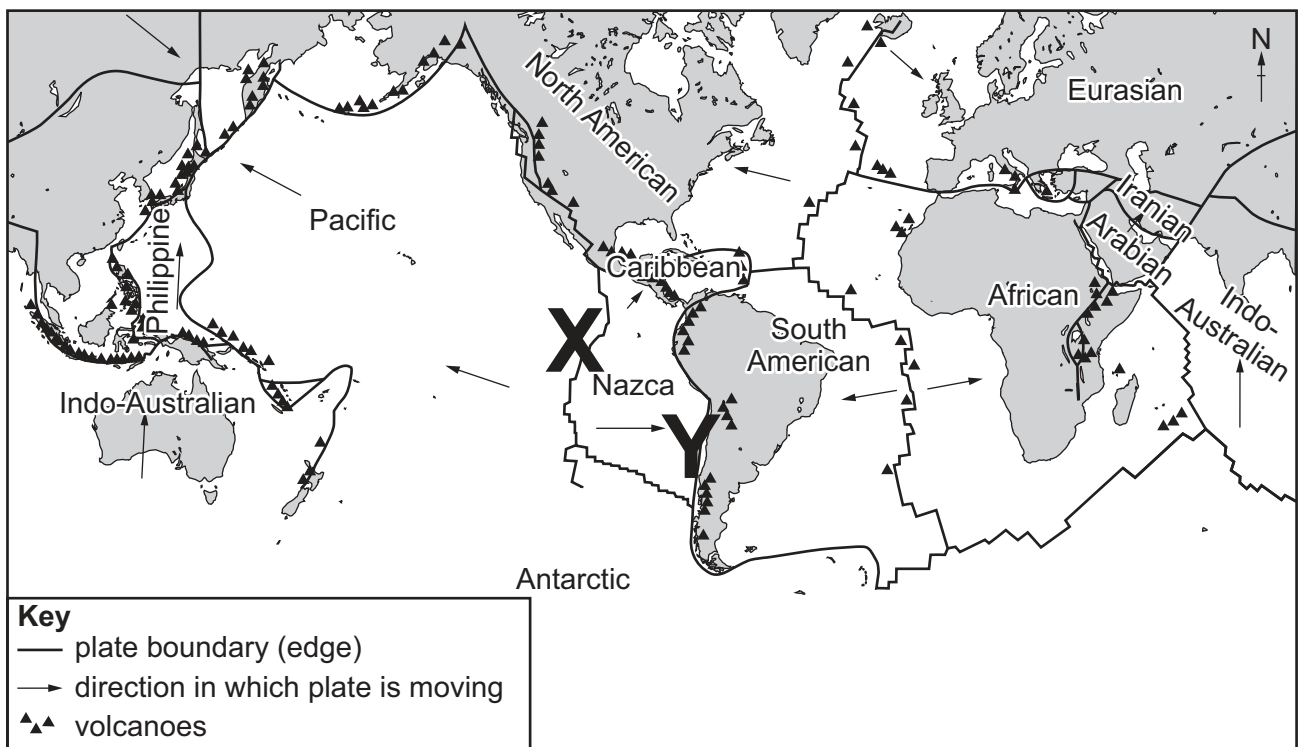 N
North American
Eurasian
Pacific
Philippine
Caribbean
Iranian
Arabian
African
Indo-
Australian
X
South
American
Nazca
Indo-Australian
Y
Antarctic
Key
plate boundary (edge)
direction in which plate is moving
volcanoes